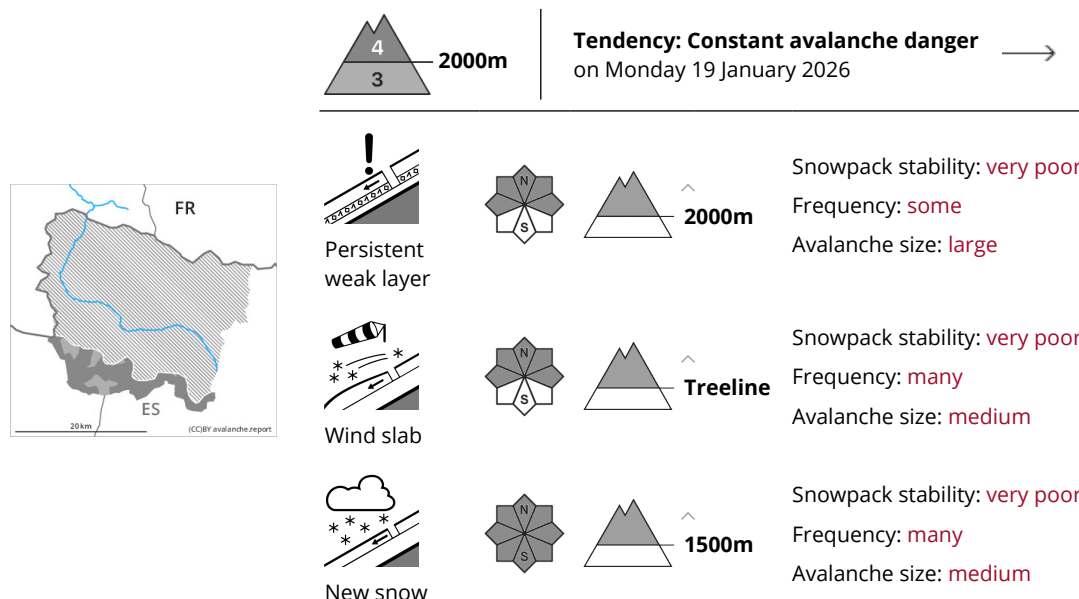 4
3
2000m
Tendency: Constant avalanche danger
on Monday 19 January 2026
FR
ES
20 km
(CC)BY avalanche.report
Persistent
weak layer
N
S
2000m
Snowpack stability: very poor
Frequency: some
Avalanche size: large
Wind slab
N
S
Treeline
Snowpack stability: very poor
Frequency: many
Avalanche size: medium
New snow
N
S
1500m
Snowpack stability: very poor
Frequency: many
Avalanche size: medium